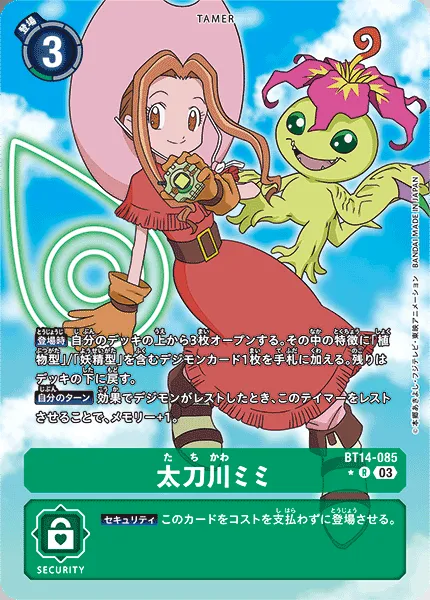 TAMER
登場
3
登場時 自分のデッキの上から3枚オープンする。その中の特徴に「植
物型」/「妖精型」を含むデジモンカード1枚を手札に加える。残りは
デッキの下に戻す。
自分のターン 効果でデジモンがレストしたとき、このテイマーをレスト
させることで、メモリー+1。
©本郷あきよし・フジテレビ・東映アニメーション BANDAI MADE IN JAPAN
たちかわ
太刀川ミミ
BT14-085
R 03
セキュリティ このカードをコストを支払わずに登場させる。
SECURITY